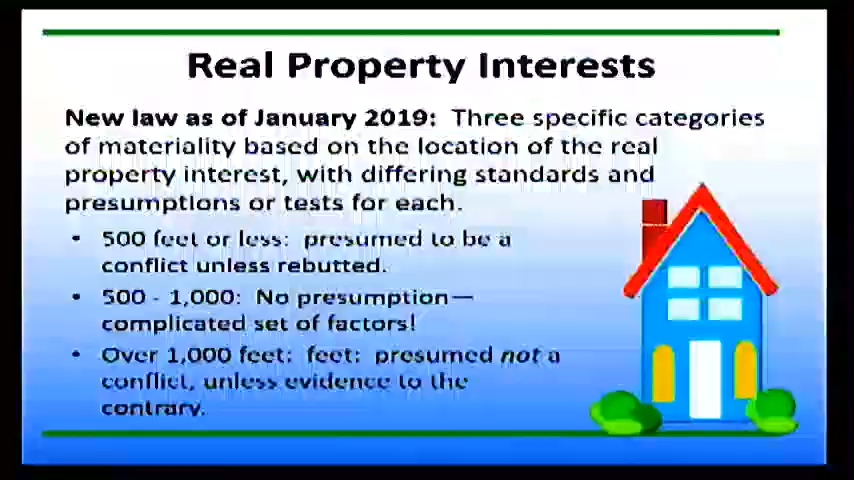 Real Property Interests
New law as of January 2019: Three specific categories
of materiality based on the location of the real
property interest, with differing standards and
presumptions or tests for each.
• 500 feet or less: presumed to be a
conflict unless rebutted.
• 500 - 1,000: No presumption—
complicated set of factors!
• Over 1,000 feet: feet: presumed not a
conflict, unless evidence to the
contrary.